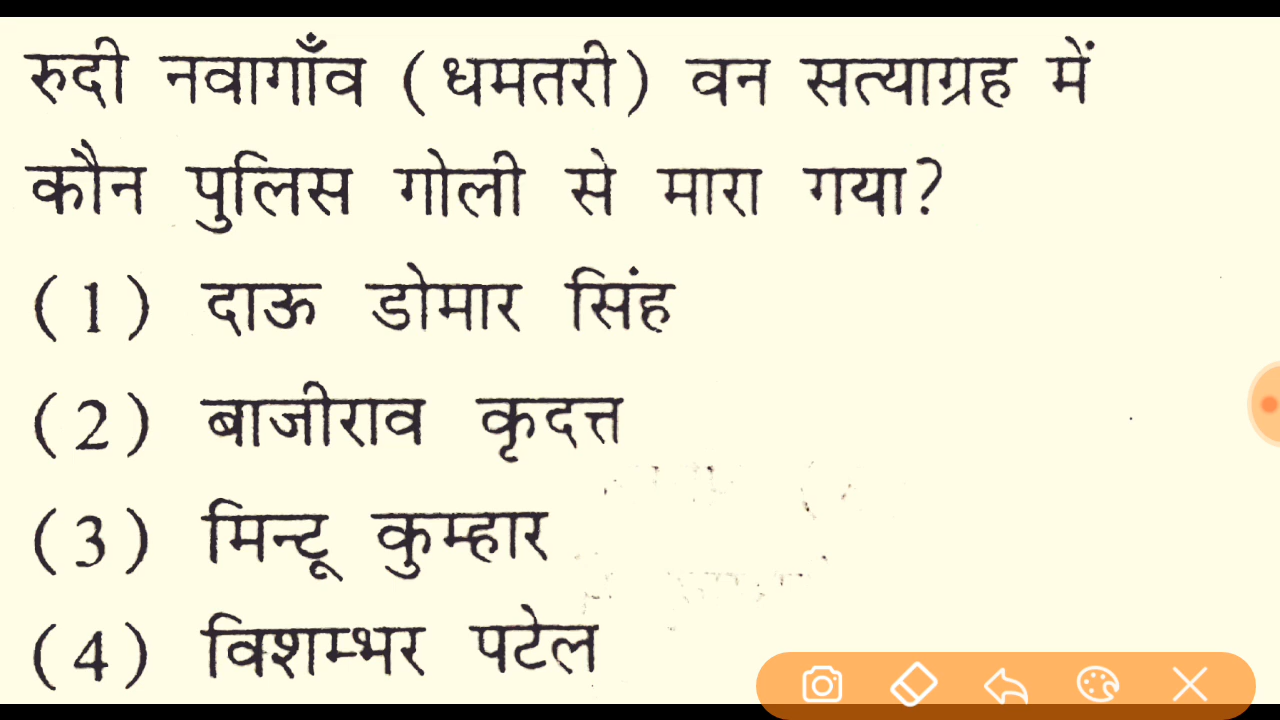 रुदी नवागाँव (धमतरी) वन सत्याग्रह में
कौन पुलिस गोली से मारा गया?
(1) दाऊ डोमार सिंह
(2) बाजीराव कृदत्त
(3) मिन्टू कुम्हार
(4) विशम्भर पटेल